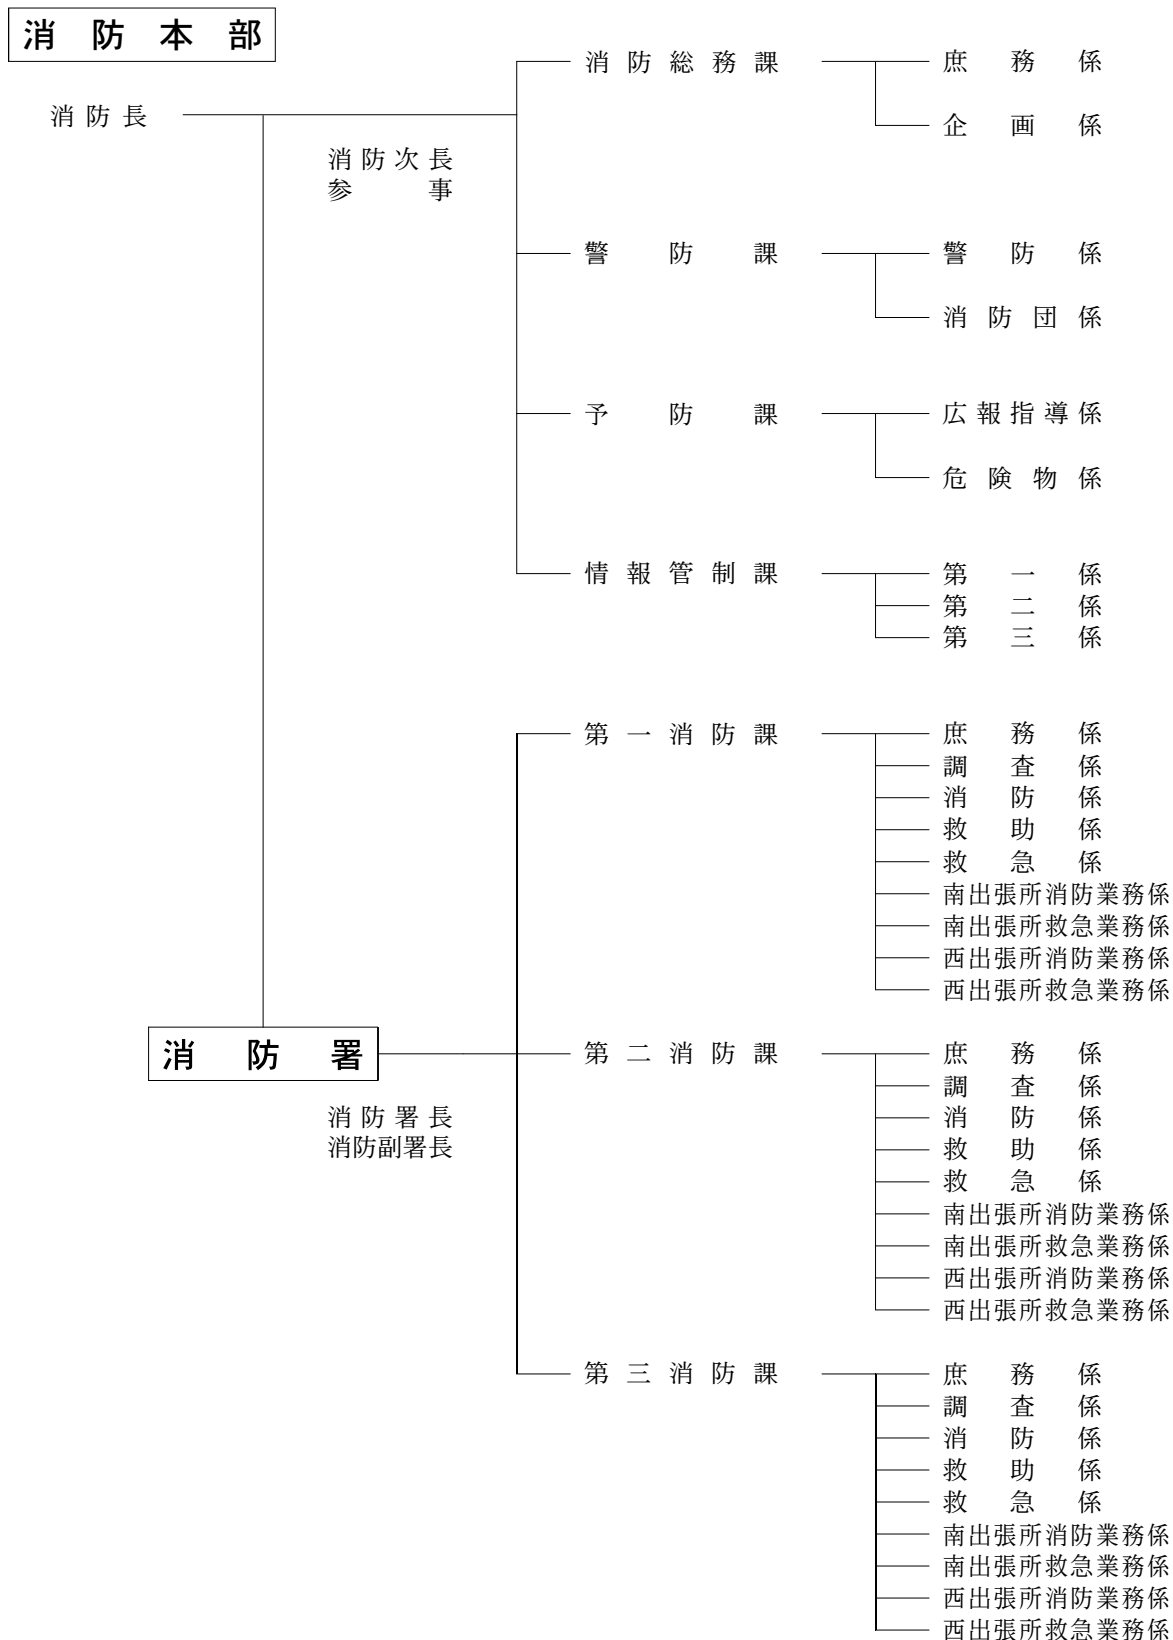 消防本部
消防総務課 庶務係
消防長
企画係
消防次長
参事
警防課 警防係
消防団係
予防課 広報指導係
危険物係
情報管制課 第一係
第二係
第三係
第一消防課 庶務係
調査係
消防係
救助係
救急係
南出張所消防業務係
南出張所救急業務係
西出張所消防業務係
西出張所救急業務係
消防署
第二消防課 庶務係
調査係
消防署長
消防係
消防副署長
救助係
救急係
南出張所消防業務係
南出張所救急業務係
西出張所消防業務係
西出張所救急業務係
第三消防課 庶務係
調査係
消防係
救助係
救急係
南出張所消防業務係
南出張所救急業務係
西出張所消防業務係
西出張所救急業務係